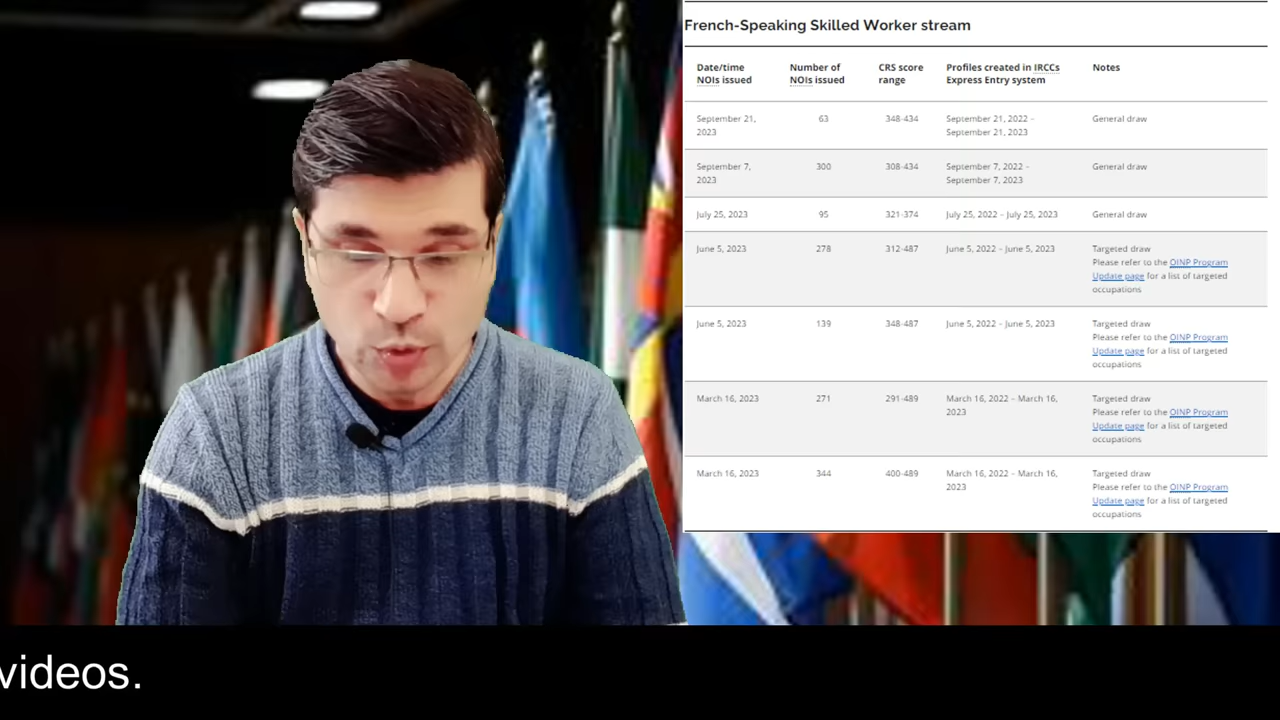 French-Speaking Skilled Worker stream
Date/time NOIs issued Number of NOIs issued CRS score range Profiles created in IRCCs Express Entry system Notes
September 21, 2023 63 348-434 September 21, 2022 – September 21, 2023 General draw
September 7, 2023 300 308-434 September 7, 2022 – September 7, 2023 General draw
July 25, 2023 95 321-374 July 25, 2022 – July 25, 2023 General draw
June 5, 2023 278 312-487 June 5, 2022 – June 5, 2023 Targeted draw
Please refer to the OINP Program
Update page for a list of targeted
occupations
June 5, 2023 139 348-487 June 5, 2022 – June 5, 2023 Targeted draw
Please refer to the OINP Program
Update page for a list of targeted
occupations
March 16, 2023 271 291-489 March 16, 2022 – March 16, 2023 Targeted draw
Please refer to the OINP Program
Update page for a list of targeted
occupations
March 16, 2023 344 400-489 March 16, 2022 – March 16, 2023 Targeted draw
Please refer to the OINP Program
Update page for a list of targeted
occupations
videos.